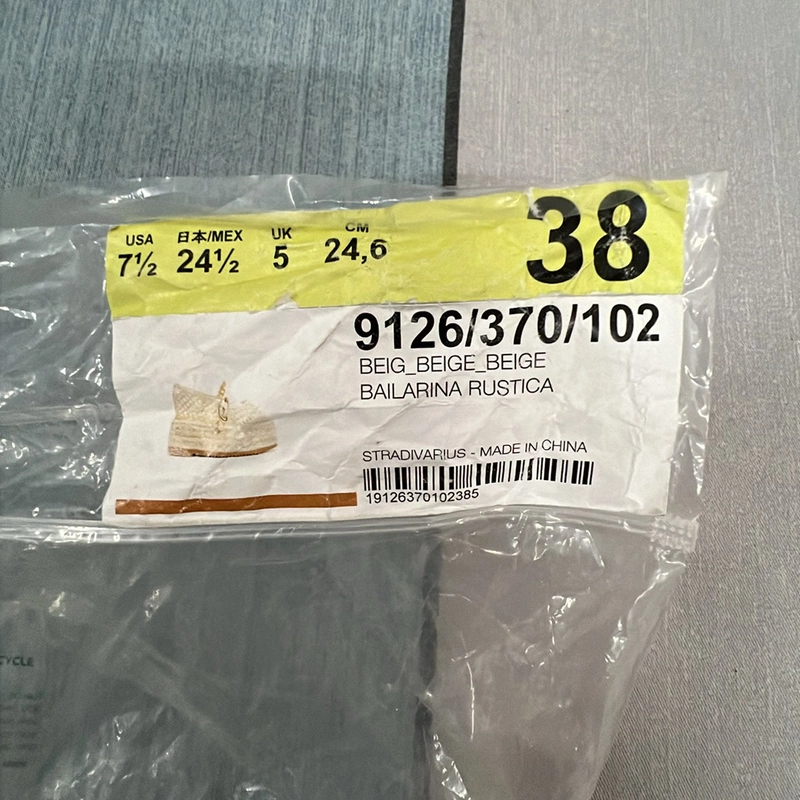 USA 日本/MEX UK CM
7½ 24½ 5 24,6
38
9126/370/102
BEIG_BEIGE_BEIGE
BAILARINA RUSTICA
STRADIVARIUS - MADE IN CHINA
19126370102385